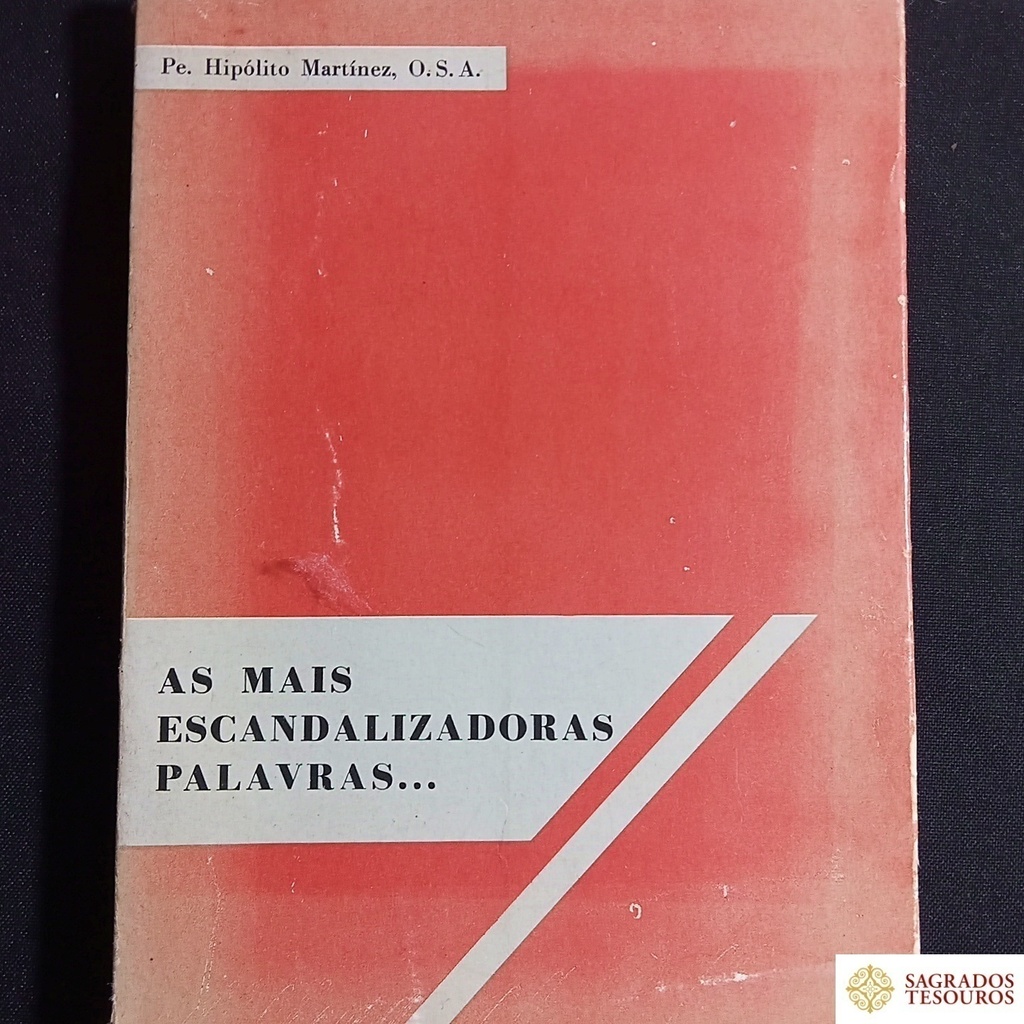 Pe. Hipólito Martínez, O.S.A.
AS MAIS
ESCANDALIZADORAS
PALAVRAS...
SAGRADOS
TESOUROS